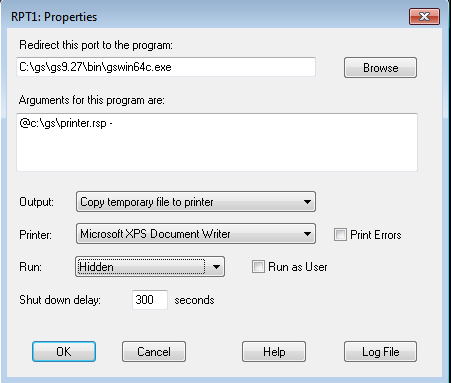 RPT1: Properties
Redirect this port to the program:
C:\gs\gs9.27\bin\gswin64c.exe
Browse
Arguments for this program are:
@c:\gs\printer.rsp -
Output: Copy temporary file to printer
Printer: Microsoft XPS Document Writer Print Errors
Run: Hidden Run as User
Shut down delay: 300 seconds
OK Cancel Help Log File